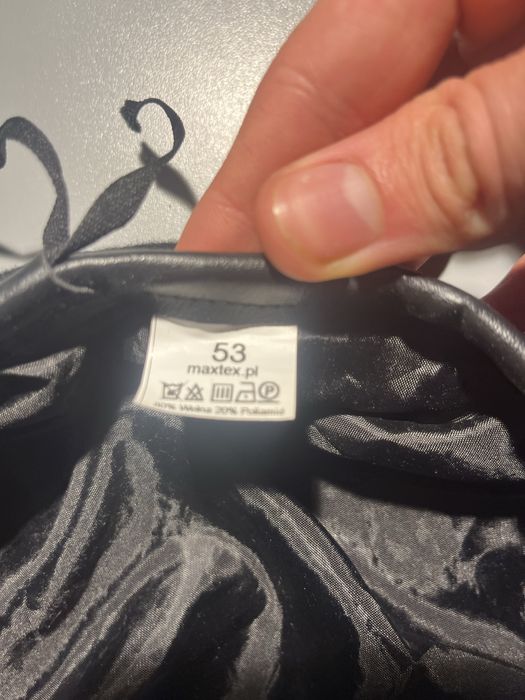 53
maxtex.pl
80% Wełna 20% Poliamid